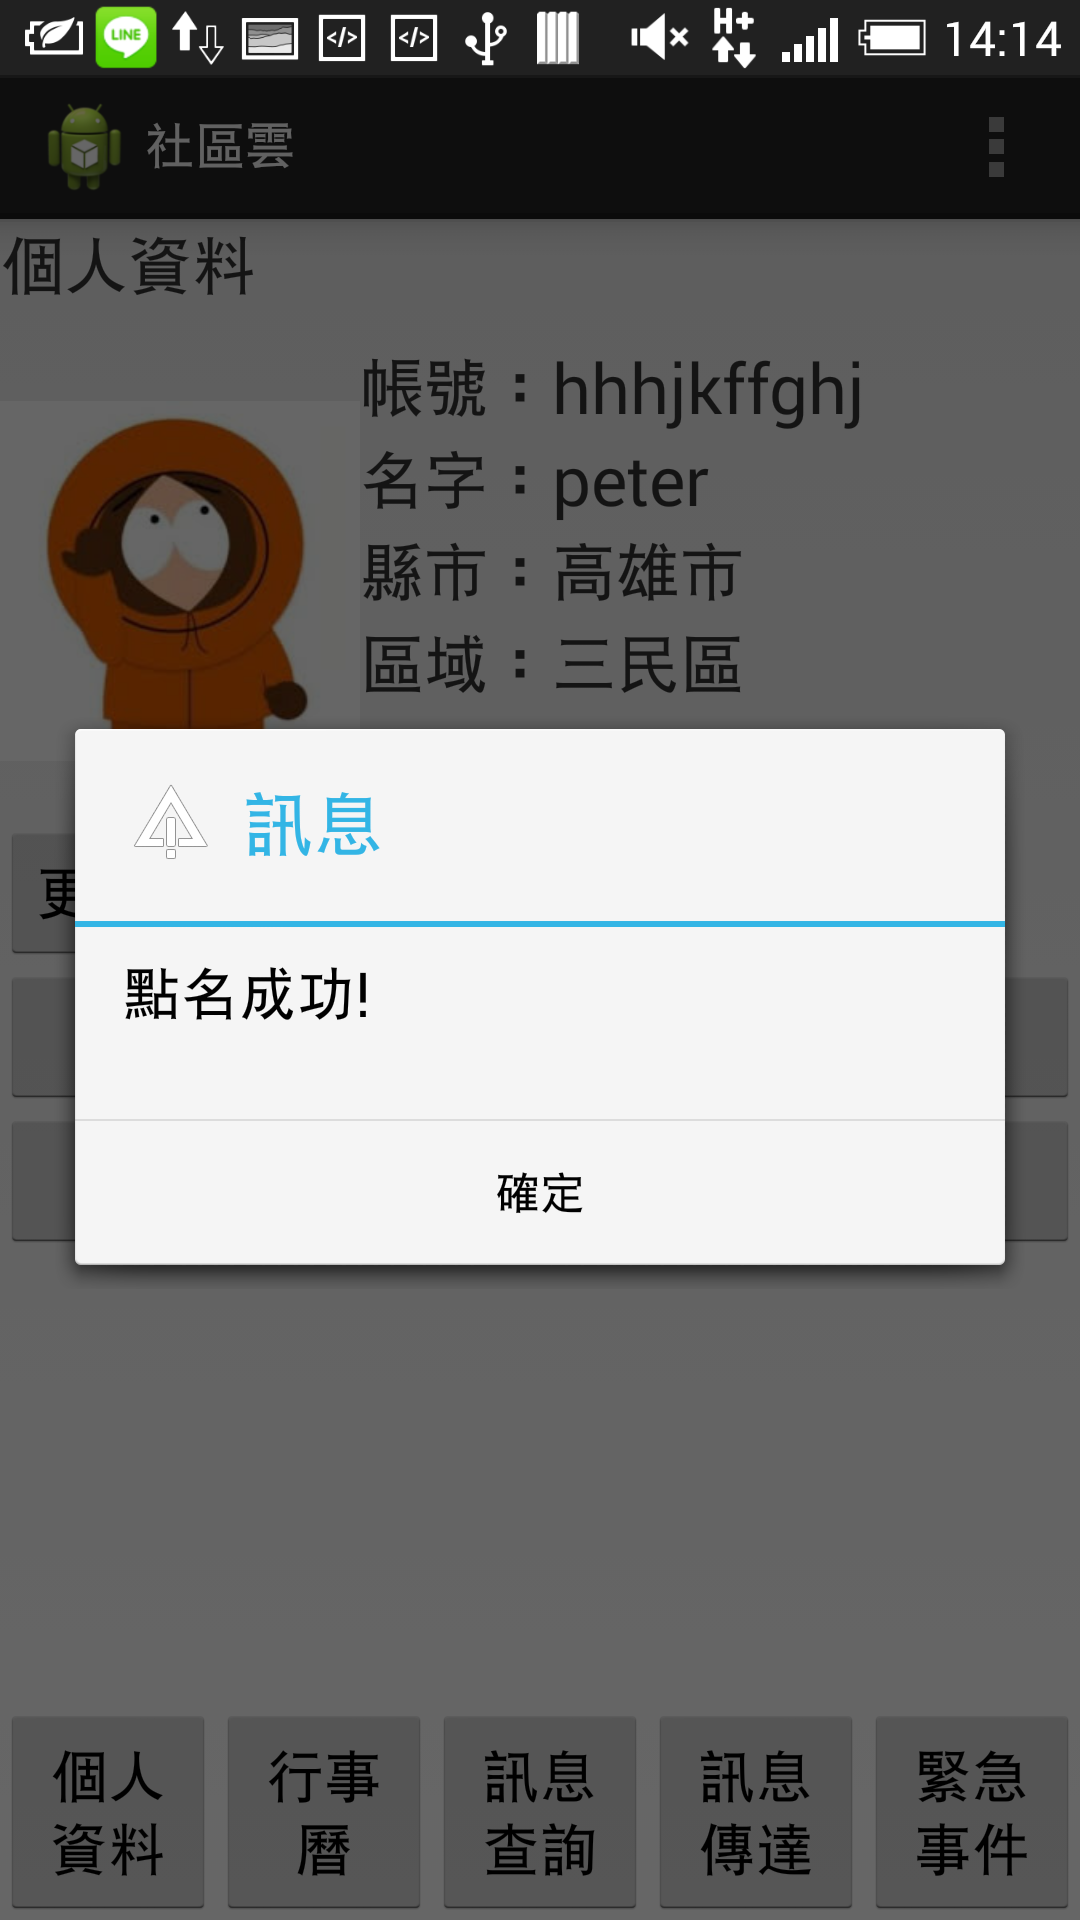 LINE </> </> H+ 14:14
社區雲
個人資料
帳號：hhhjkffghj
名字：peter
縣市：高雄市
區域：三民區
更
訊息
點名成功!
確定
個人資料
行事曆
訊息查詢
訊息傳達
緊急事件